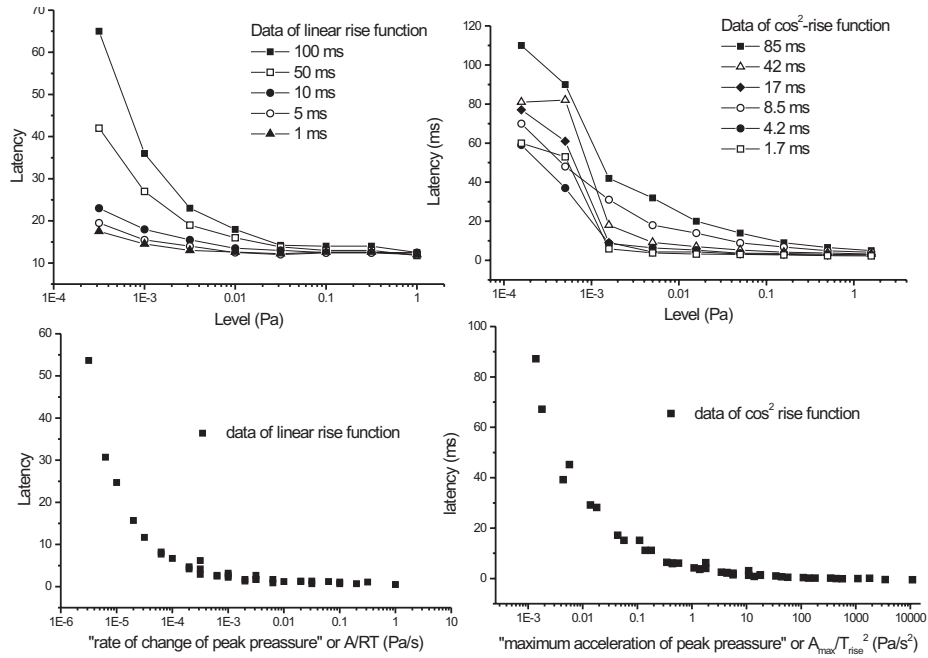 70
60
50
40
30
20
10
Latency
Data of linear rise function
100 ms
50 ms
10 ms
5 ms
1 ms
1E-4 1E-3 0.01 0.1 1
Level (Pa)
120
100
80
60
40
20
0
Latency (ms)
Data of cos²-rise function
85 ms
42 ms
17 ms
8.5 ms
4.2 ms
1.7 ms
1E-4 1E-3 0.01 0.1 1
Level (Pa)
60
50
40
30
20
10
0
Latency
data of linear rise function
1E-6 1E-5 1E-4 1E-3 0.01 0.1 1 10
"rate of change of peak preassure" or A/RT (Pa/s)
100
80
60
40
20
0
latency (ms)
data of cos² rise function
1E-3 0.01 0.1 1 10 100 1000 10000
"maximum acceleration of peak preassure" or Amax/Trise² (Pa/s²)